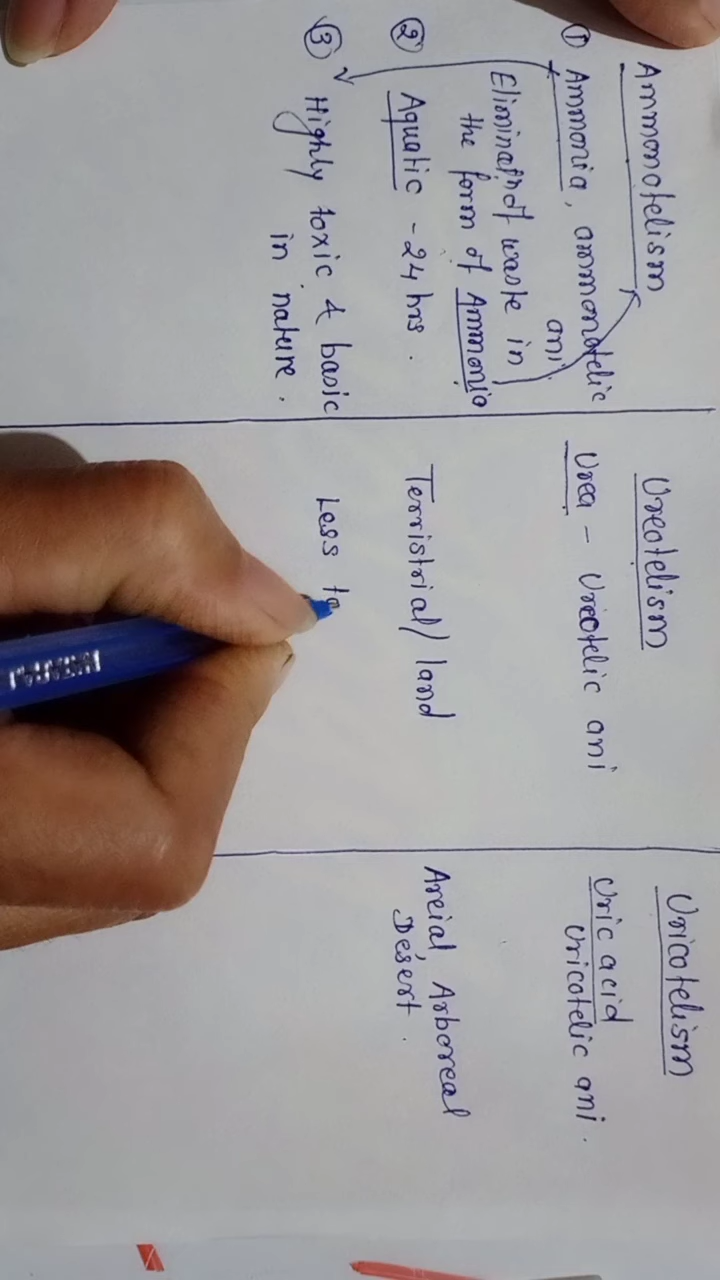 Ammonotelism
① Ammonia, ammonotelic
ani.
Eliminatn of waste in
the form of Ammonia
② Aquatic - 24 hrs.
③ Highly toxic & basic
in nature.
Ureotelism
Urea - Ureotelic ani
Terristrial/land
Less to
Uricotelism
Uric acid
Uricotelic ani.
Areial, Arboreal
Desert.